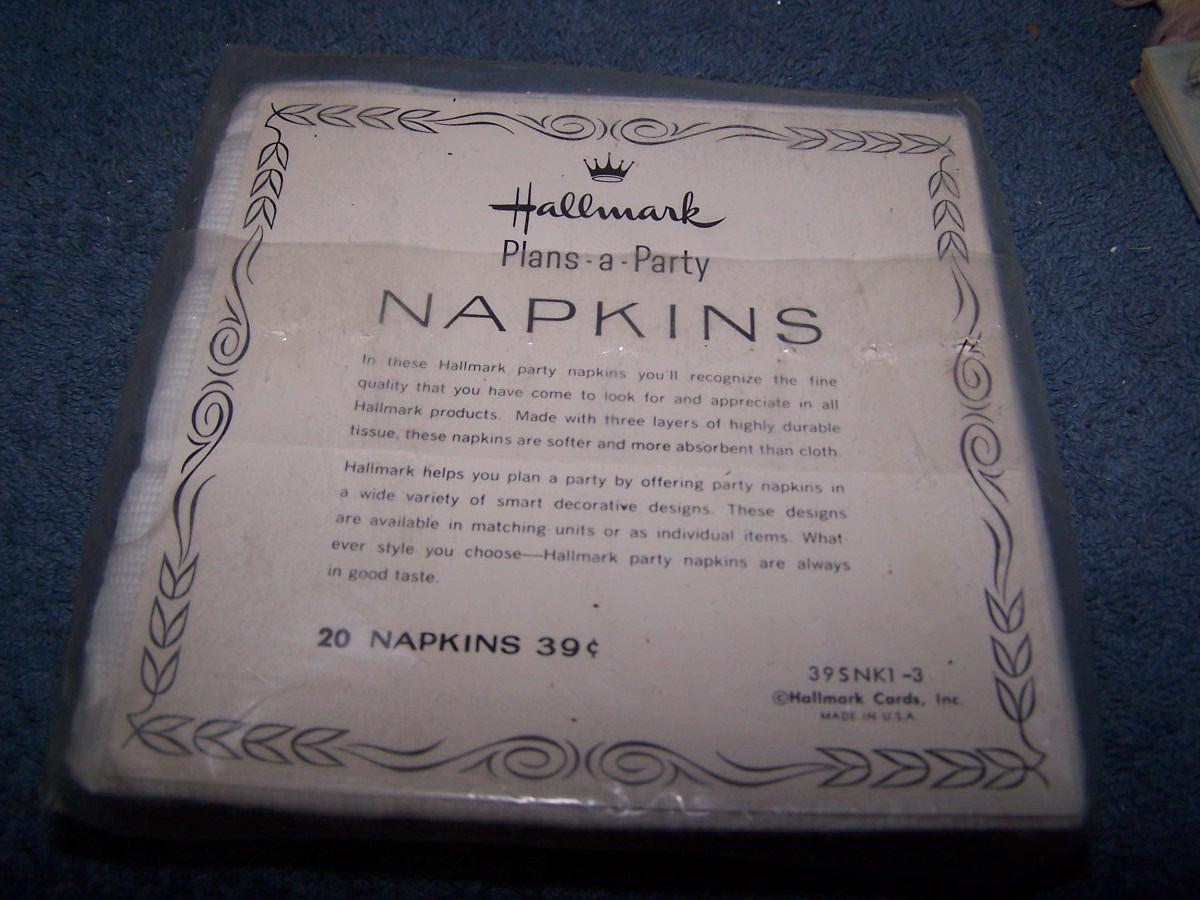 Hallmark
Plans-a-Party
NAPKINS
In these Hallmark party napkins you'll recognize the fine
quality that you have come to look for and appreciate in all
Hallmark products. Made with three layers of highly durable
tissue, these napkins are softer and more absorbent than cloth.
Hallmark helps you plan a party by offering party napkins in
a wide variety of smart decorative designs. These designs
are available in matching units or as individual items. What
ever style you choose—Hallmark party napkins are always
in good taste.
20 NAPKINS 39¢
39SNK1-3
©Hallmark Cards, Inc.
MADE IN U.S.A.